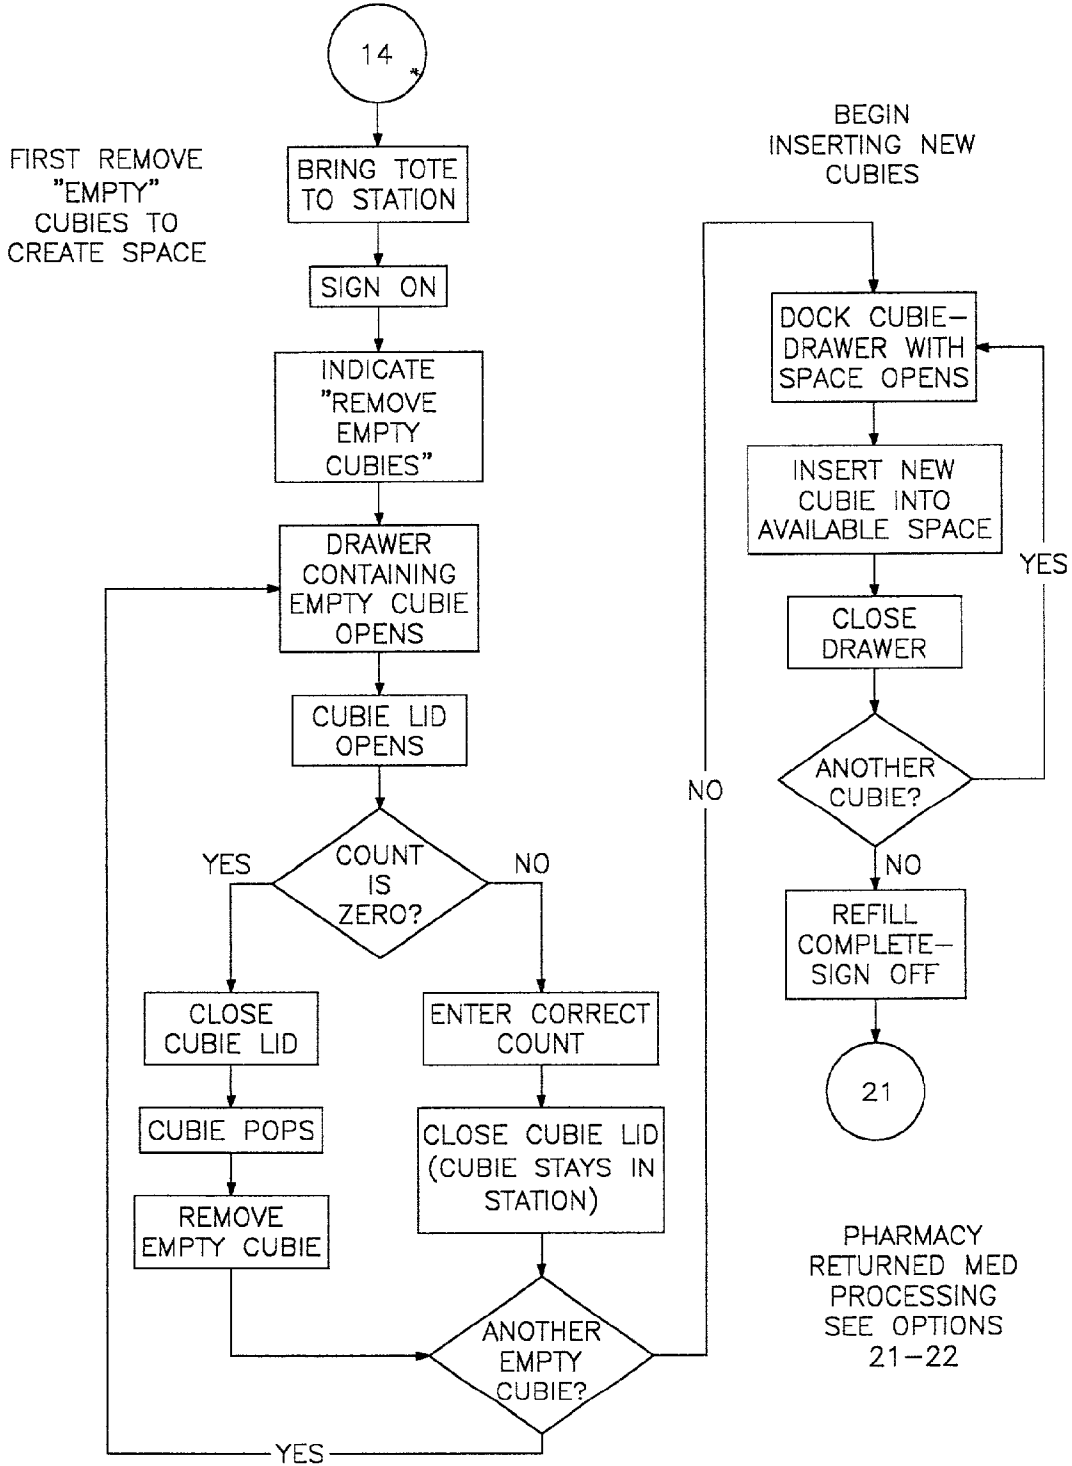 14
*
FIRST REMOVE
"EMPTY"
CUBIES TO
CREATE SPACE
BRING TOTE
TO STATION
SIGN ON
INDICATE
"REMOVE
EMPTY
CUBIES"
DRAWER
CONTAINING
EMPTY CUBIE
OPENS
CUBIE LID
OPENS
COUNT
IS
ZERO?
YES
NO
CLOSE
CUBIE LID
CUBIE POPS
REMOVE
EMPTY CUBIE
ENTER CORRECT
COUNT
CLOSE CUBIE LID
(CUBIE STAYS IN
STATION)
ANOTHER
EMPTY
CUBIE?
YES
NO
BEGIN
INSERTING NEW
CUBIES
DOCK CUBIE-
DRAWER WITH
SPACE OPENS
INSERT NEW
CUBIE INTO
AVAILABLE SPACE
CLOSE
DRAWER
ANOTHER
CUBIE?
YES
NO
REFILL
COMPLETE-
SIGN OFF
21
PHARMACY
RETURNED MED
PROCESSING
SEE OPTIONS
21-22